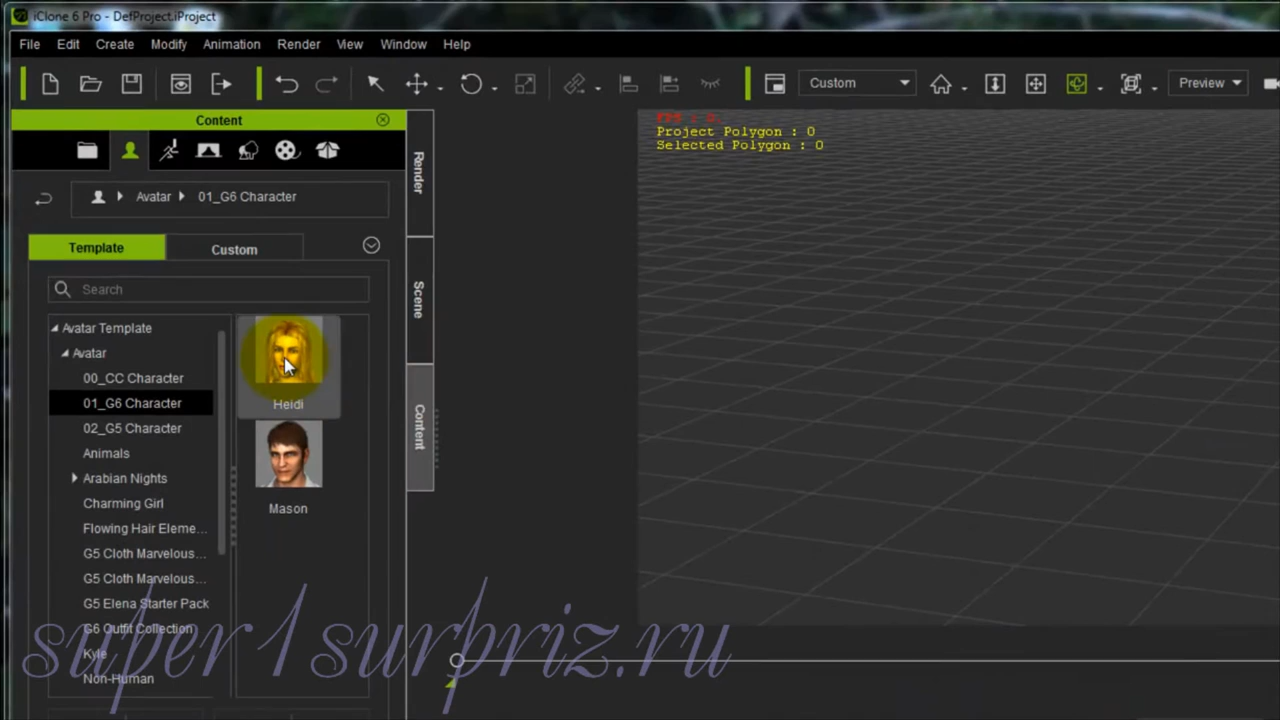 iClone 6 Pro - DefProject.iProject
File Edit Create Modify Animation Render View Window Help
Custom
Preview
Content
Project Polygon : 0
Selected Polygon : 0
Render
Scene
Content
Avatar
01_G6 Character
Template
Custom
Search
Avatar Template
Avatar
00_CC Character
01_G6 Character
02_G5 Character
Animals
Arabian Nights
Charming Girl
Flowing Hair Eleme...
G5 Cloth Marvelous...
G5 Cloth Marvelous...
G5 Elena Starter Pack
G6 Outfit Collection
Kyle
Non-Human
Heidi
Mason
super1surpriz.ru